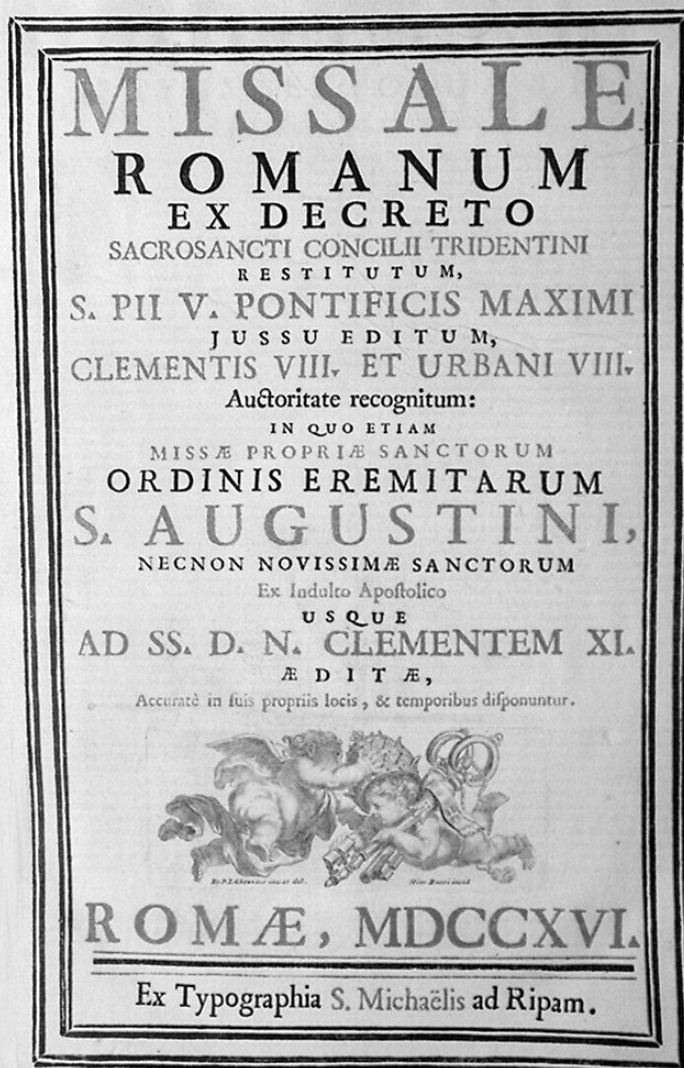 MISSALE
ROMANUM
EX DECRETO
SACROSANCTI CONCILII TRIDENTINI
RESTITUTUM,
S. PII V. PONTIFICIS MAXIMI
JUSSU EDITUM,
CLEMENTIS VIII. ET URBANI VIII.
Auctoritate recognitum:
IN QUO ETIAM
MISSÆ PROPRIÆ SANCTORUM
ORDINIS EREMITARUM
S. AUGUSTINI,
NECNON NOVISSIMÆ SANCTORUM
Ex Indulto Apoſtolico
USQUE
AD SS. D. N. CLEMENTEM XI.
ÆDITÆ,
Accuratè in ſuis propriis locis, & temporibus diſponuntur.
ROMÆ, MDCCXVI.
Ex Typographia S. Michaëlis ad Ripam.